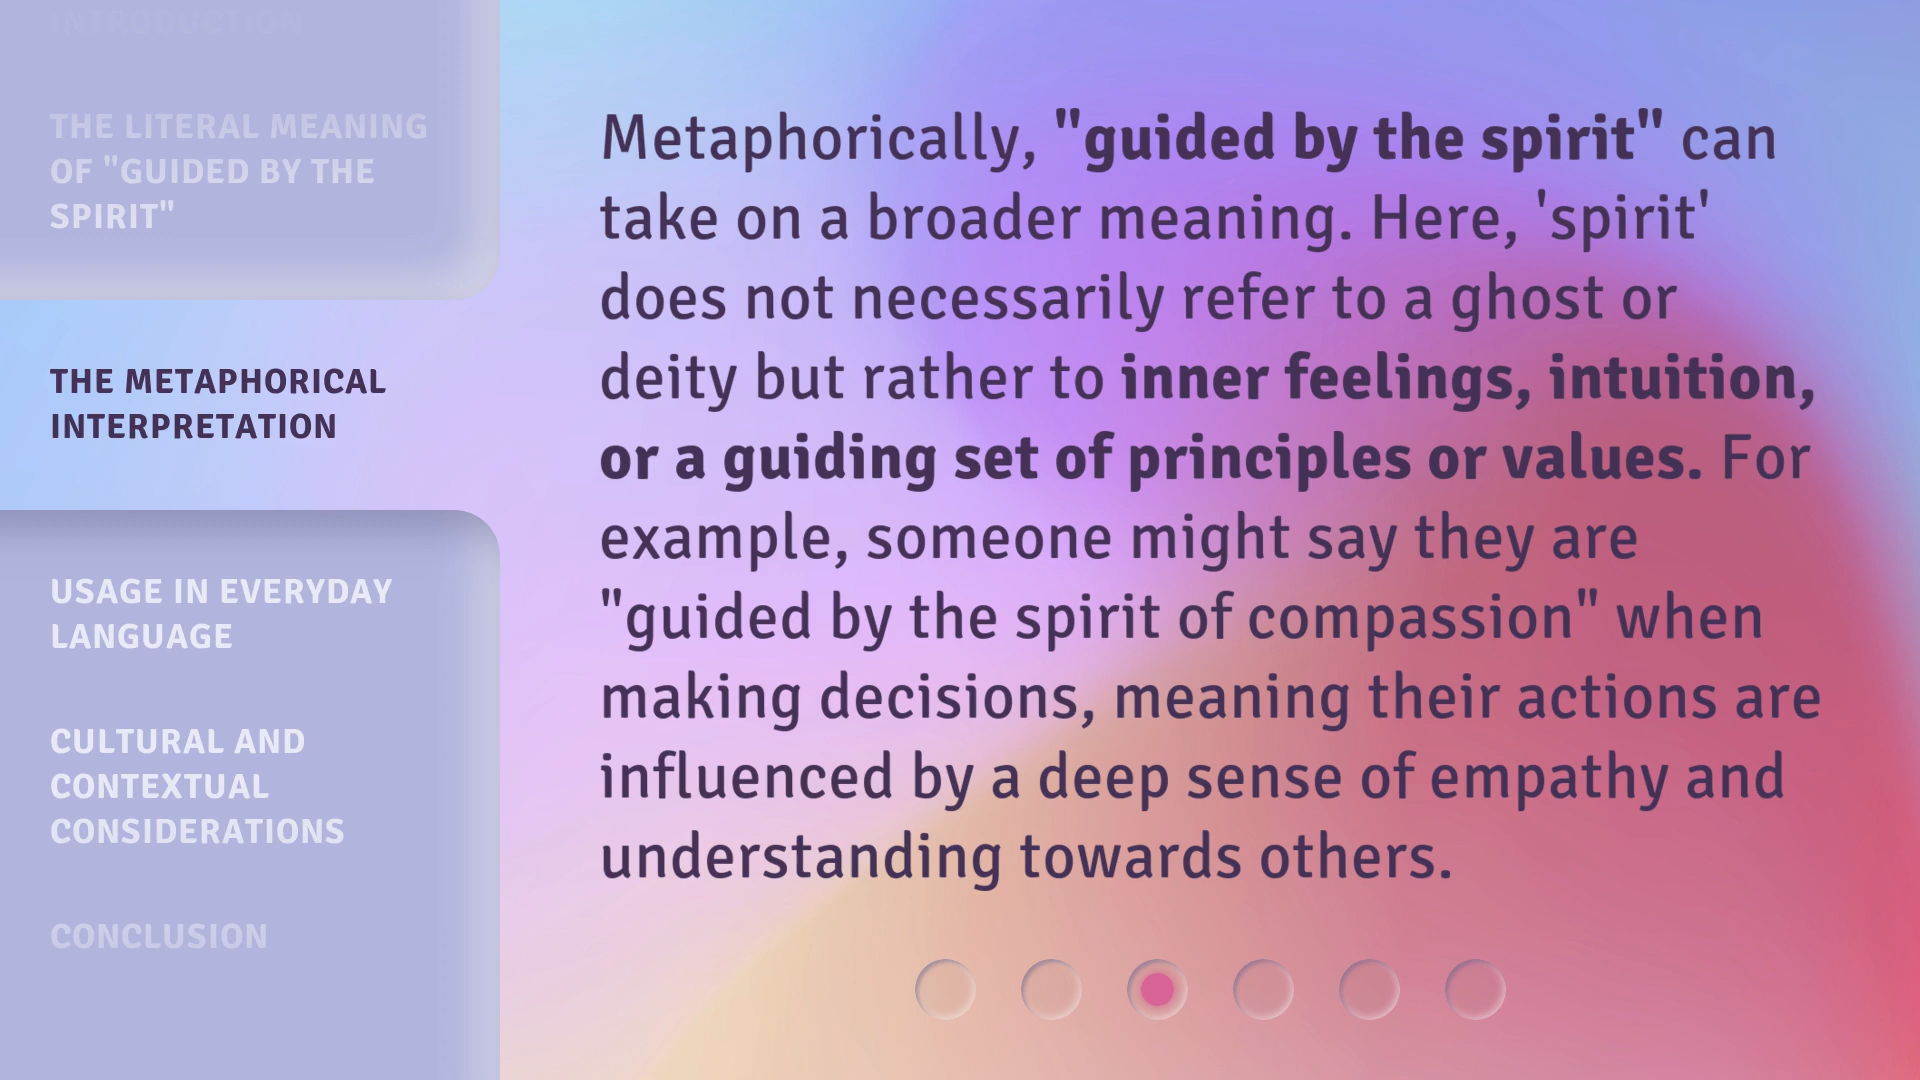 INTRODUCTION
THE LITERAL MEANING
OF "GUIDED BY THE
SPIRIT"
THE METAPHORICAL
INTERPRETATION
USAGE IN EVERYDAY
LANGUAGE
CULTURAL AND
CONTEXTUAL
CONSIDERATIONS
CONCLUSION
Metaphorically, "guided by the spirit" can
take on a broader meaning. Here, 'spirit'
does not necessarily refer to a ghost or
deity but rather to inner feelings, intuition,
or a guiding set of principles or values. For
example, someone might say they are
"guided by the spirit of compassion" when
making decisions, meaning their actions are
influenced by a deep sense of empathy and
understanding towards others.